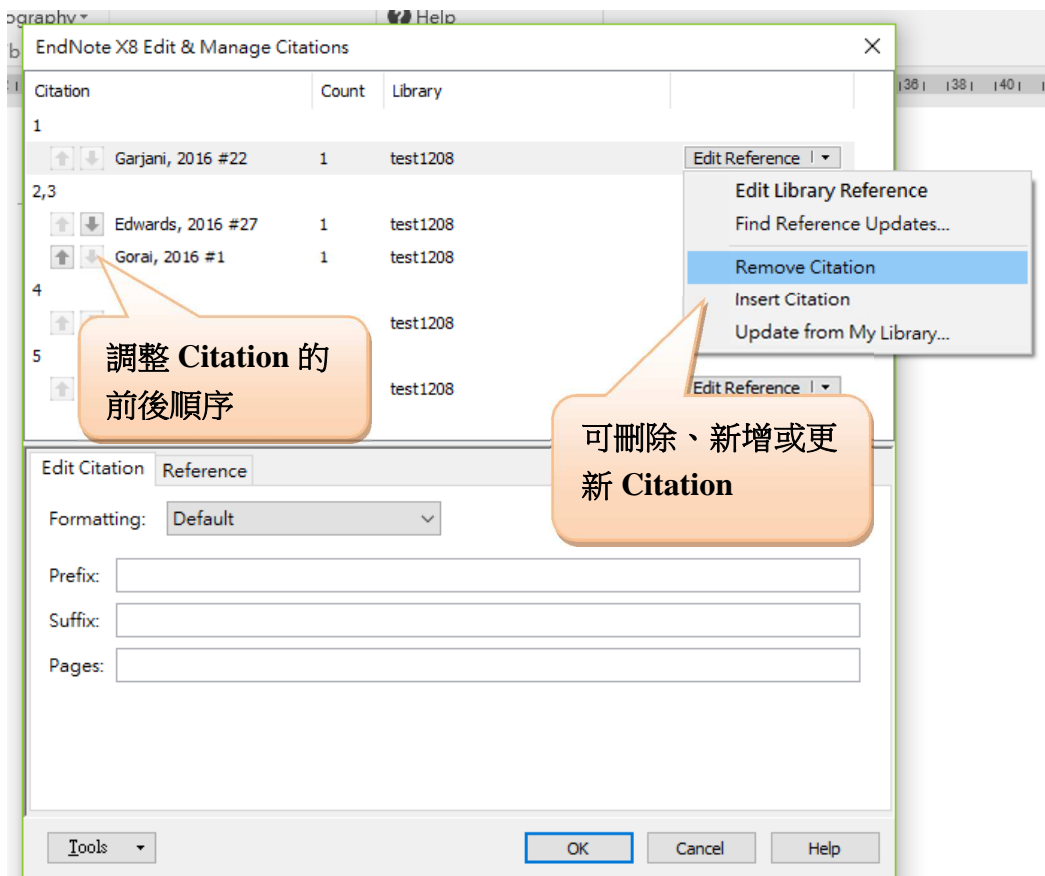 ography
Help
b
EndNote X8 Edit & Manage Citations
36 38 40
Citation Count Library
1
Garjani, 2016 #22 1 test1208 Edit Reference
2,3
Edit Library Reference
Edwards, 2016 #27 1 test1208
Find Reference Updates...
Gorai, 2016 #1 1 test1208
Remove Citation
4
Insert Citation
test1208
Update from My Library...
5
test1208 Edit Reference
調整 Citation 的
前後順序
可刪除、新增或更
新 Citation
Edit Citation Reference
Formatting: Default
Prefix:
Suffix:
Pages:
Tools OK Cancel Help